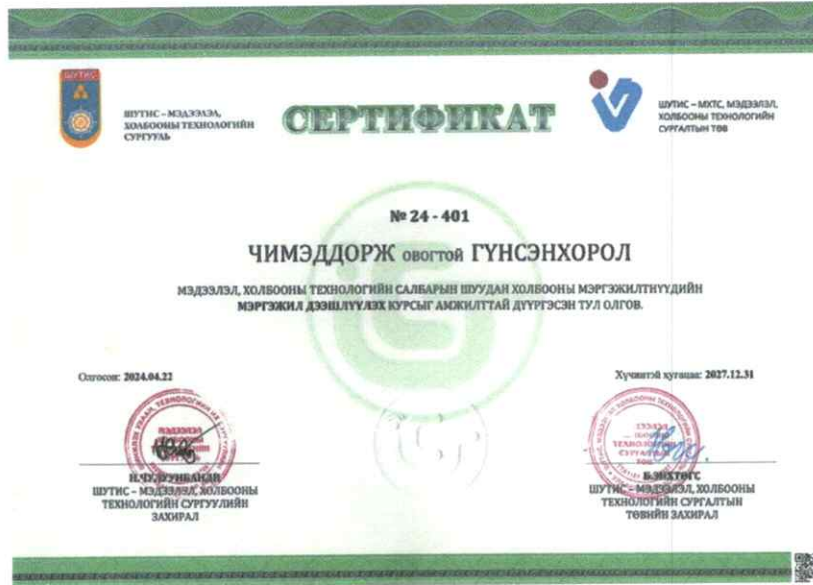 ШУТИС
ШУТИС – МЭДЭЭЛЭЛ,
ХОЛБООНЫ ТЕХНОЛОГИЙН
СУРГУУЛЬ
СЕРТИФИКАТ
ШУТИС – МХТС, МЭДЭЭЛЭЛ,
ХОЛБООНЫ ТЕХНОЛОГИЙН
СУРГАЛТЫН ТӨВ
№ 24 - 401
ЧИМЭДДОРЖ овогтой ГҮНСЭНХОРОЛ
МЭДЭЭЛЭЛ, ХОЛБООНЫ ТЕХНОЛОГИЙН САЛБАРЫН ШУУДАН ХОЛБООНЫ МЭРГЭЖИЛТНҮҮДИЙН
МЭРГЭЖИЛ ДЭЭШЛҮҮЛЭХ КУРСЫГ АМЖИЛТТАЙ ДҮҮРГЭСЭН ТУЛ ОЛГОВ.
Олгосон: 2024.04.22
Хүчинтэй хугацаа: 2027.12.31
ШУТИС – МЭДЭЭЛЭЛ, ХОЛБООНЫ
ТЕХНОЛОГИЙН СУРГУУЛИЙН
ЗАХИРАЛ
Б.ЭНХТӨГС
ШУТИС – МЭДЭЭЛЭЛ, ХОЛБООНЫ
ТЕХНОЛОГИЙН СУРГАЛТЫН
ТӨВИЙН ЗАХИРАЛ